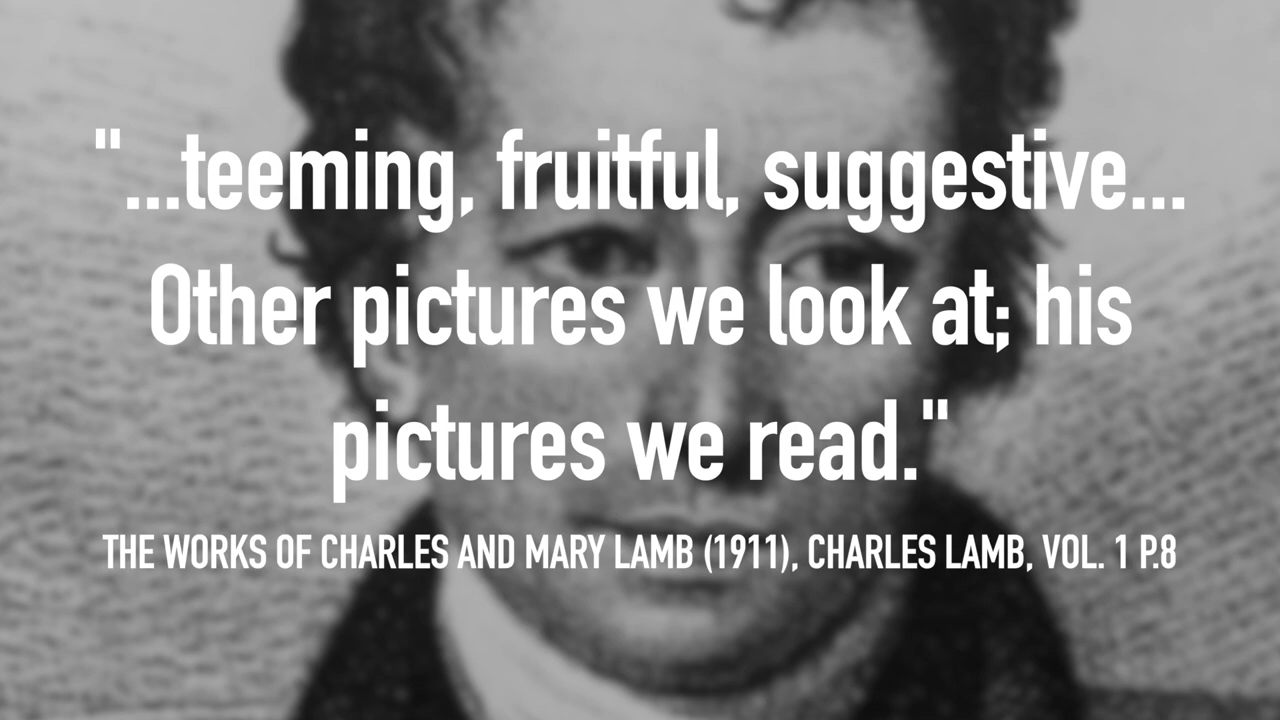 "...teeming, fruitful, suggestive...
Other pictures we look at; his
pictures we read."
THE WORKS OF CHARLES AND MARY LAMB (1911), CHARLES LAMB, VOL. 1 P.8